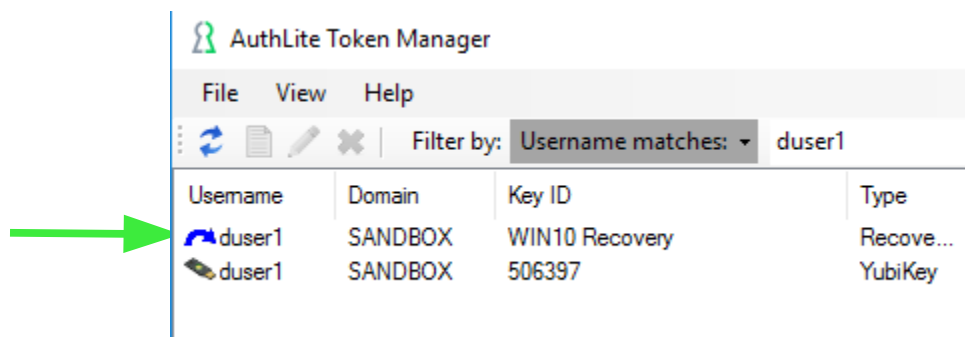 AuthLite Token Manager
File View Help
Filter by: Username matches: duser1
Username Domain Key ID Type
duser1 SANDBOX WIN10 Recovery Recove...
duser1 SANDBOX 506397 YubiKey